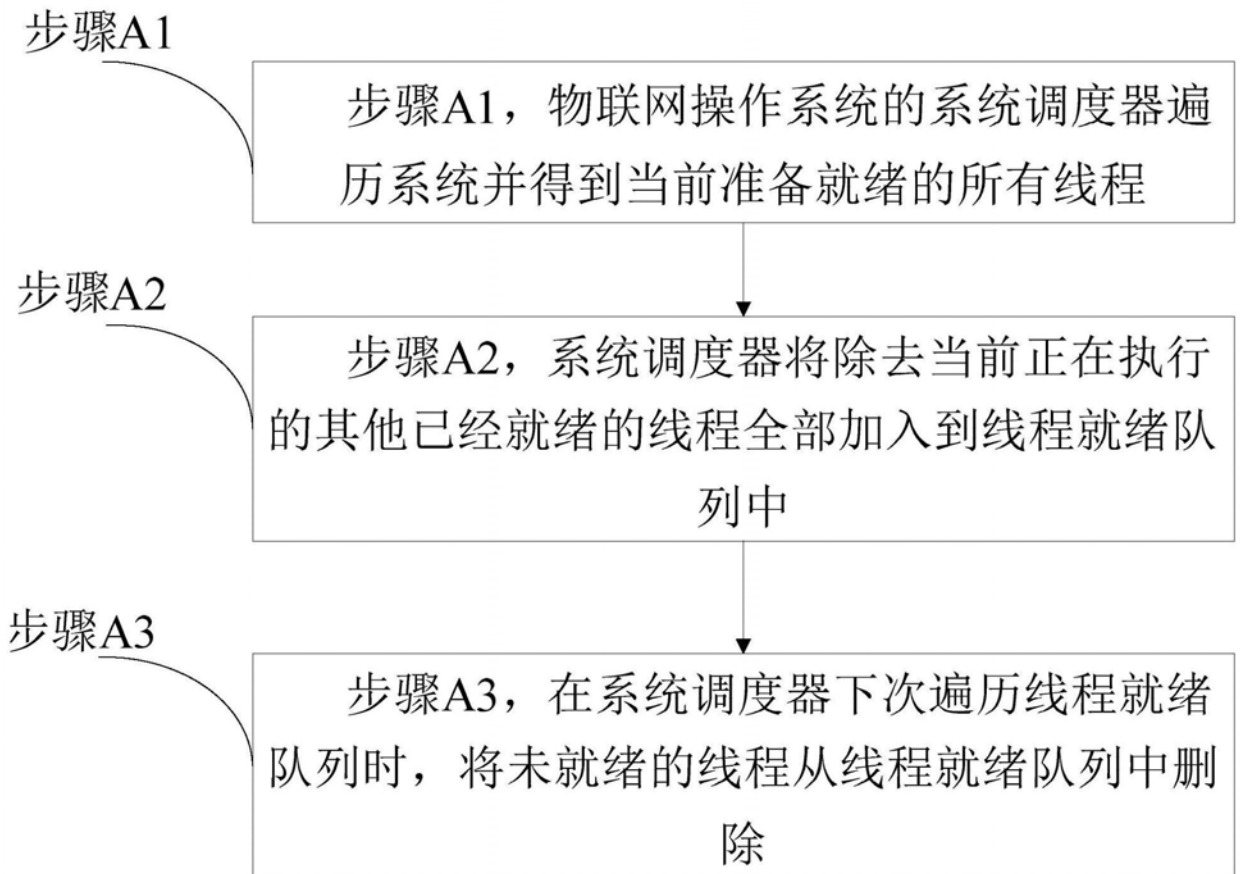 步骤A1
步骤A1，物联网操作系统的系统调度器遍
历系统并得到当前准备就绪的所有线程
步骤A2
步骤A2，系统调度器将除去当前正在执行
的其他已经就绪的线程全部加入到线程就绪队
列中
步骤A3
步骤A3，在系统调度器下次遍历线程就绪
队列时，将未就绪的线程从线程就绪队列中删
除